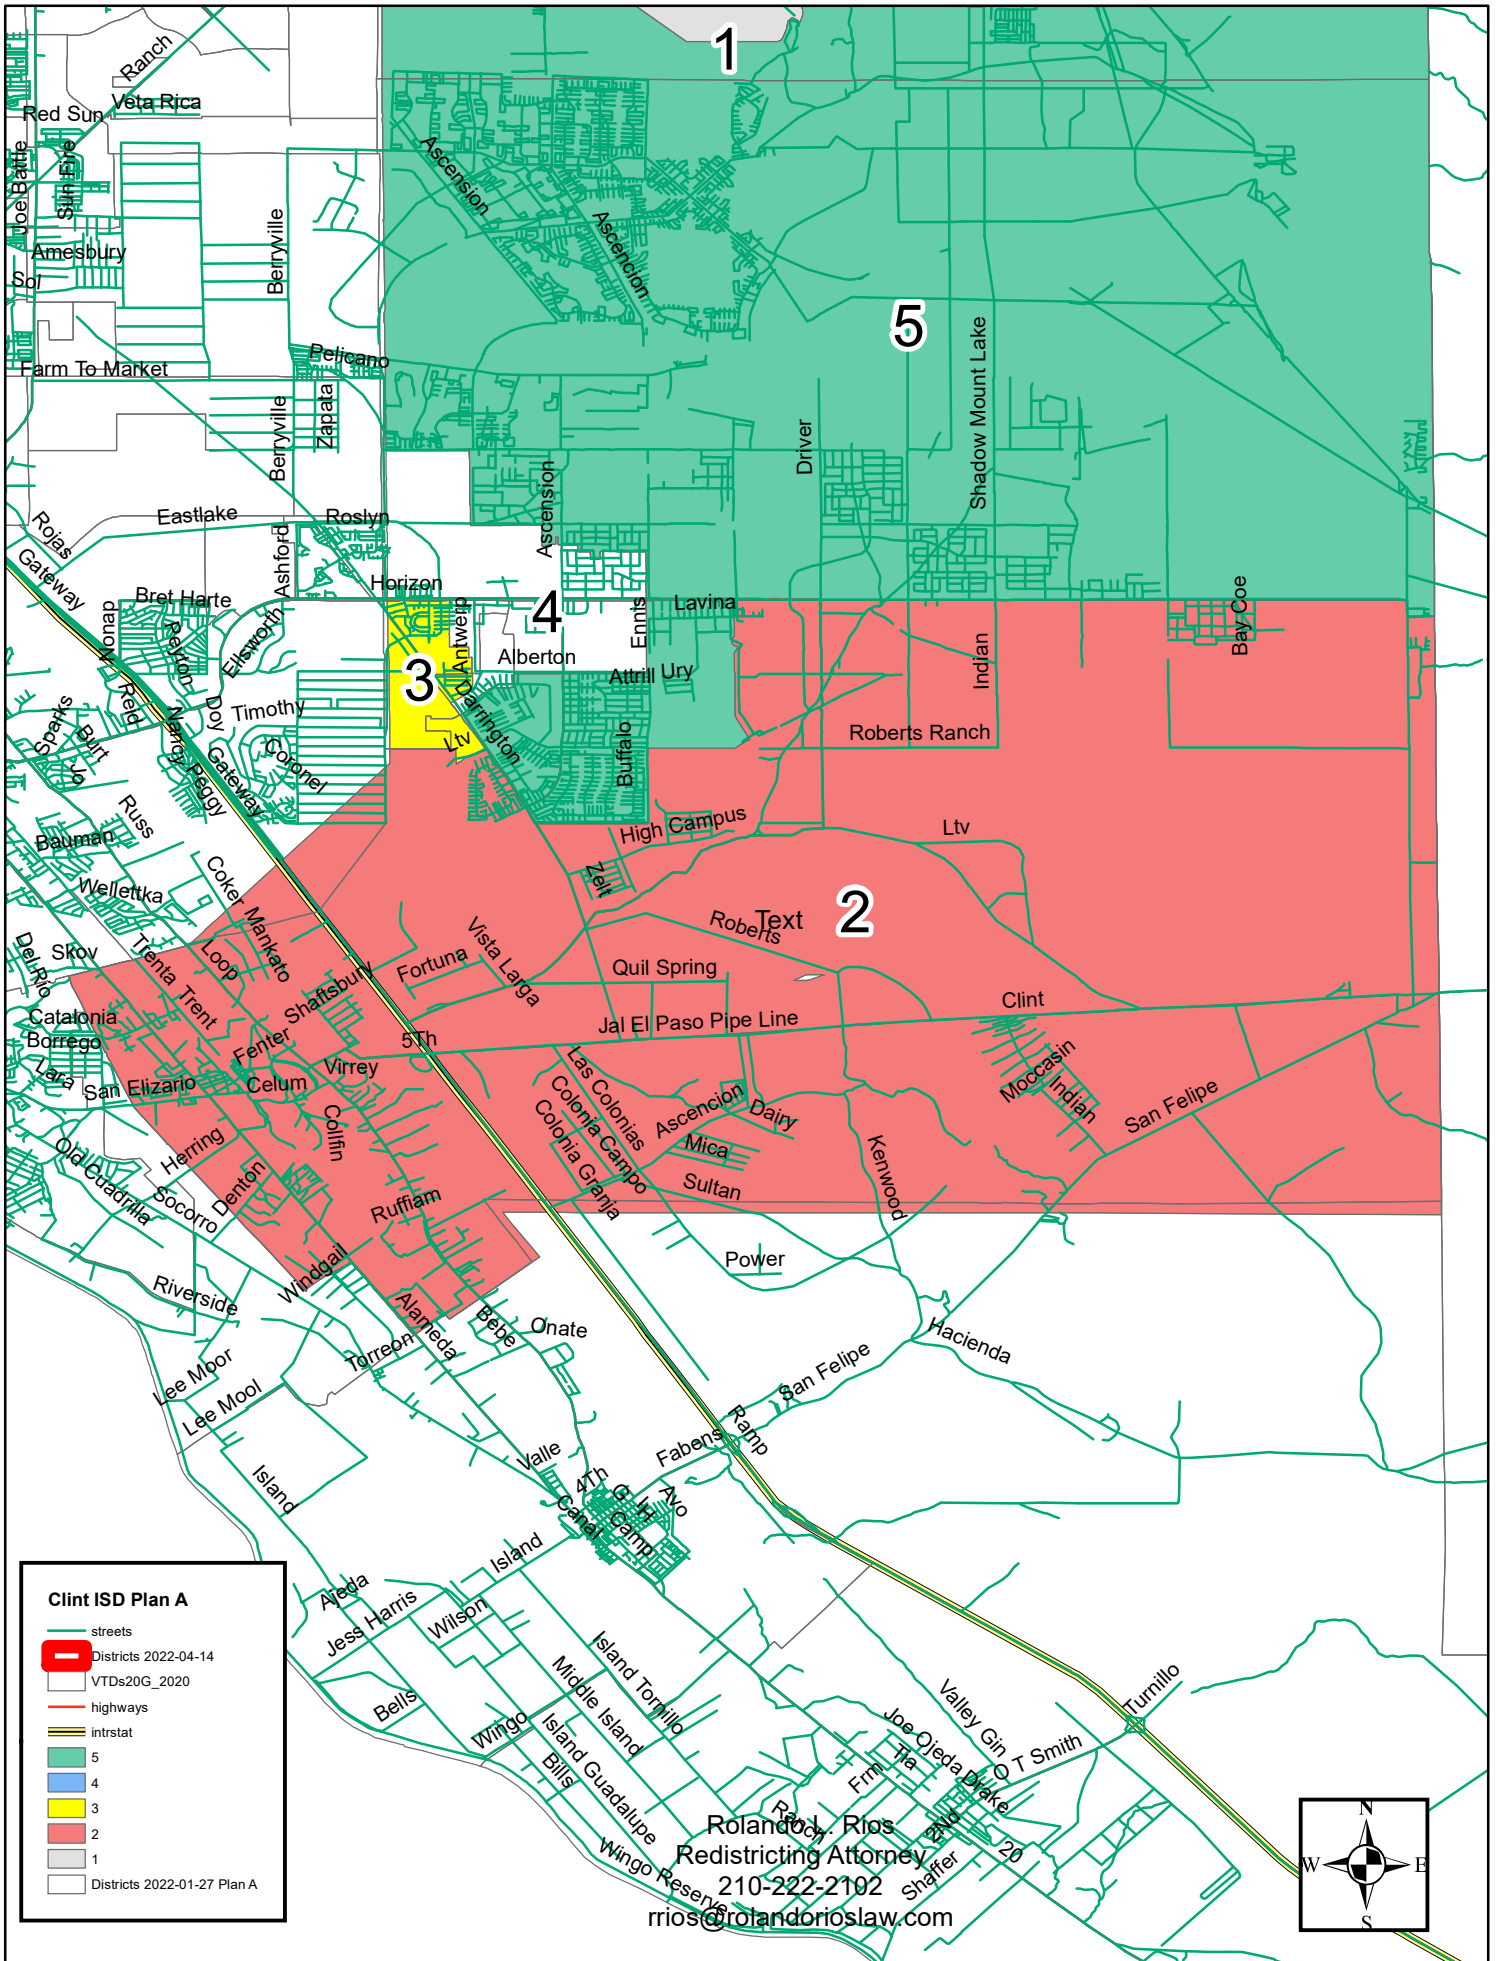 1
Ranch
Veta Rica
Red Sun
Joe Battle
Sun Fire
Ascension
Ascencion
Amesbury
Berryville
Sol
5
Shadow Mount Lake
Pelicano
Farm To Market
Berryville
Zapata
Driver
Ascension
Eastlake
Roslyn
Rojas
Gateway
Ashford
Horizon
Bret Harte
Monap
Peyton
Ellsworth
Antwerp
4
Ennis
Lavina
Bay Coe
Indian
Alberton
3
Attrill Ury
Darrington
Reid
Nancy
Doy
Timothy
Sparks
Burt
Jo
Peggy
Gateway
Coronel
Ltv
Buffalo
Roberts Ranch
Russ
Bauman
High Campus
Ltv
Wellettka
Coker
Zelt
Mankato
Text
2
Roberts
Del Rio
Skov
Trenta
Loop
Vista Larga
Fortuna
Quil Spring
Trent
Shaftsbury
Clint
Catalonia
Borrego
Fenter
5Th
Jal El Paso Pipe Line
Lara
San Elizario
Celum
Virrey
Las Colonias
Colonia Campo
Colonia Granja
Moccasin
Indian
San Felipe
Collfin
Ascencion
Dairy
Mica
Old Cuadrilla
Herring
Socorro
Denton
Sultan
Kenwood
Ruffiam
Power
Riverside
Windgail
Alameda
Bebe
Onate
Torreon
Hacienda
San Felipe
Lee Moor
Lee Mool
Ramp
Fabens
Valle
4Th
G
I
H
Avo
Canal
Camp
Island
Island
Ajeda
Jess Harris
Wilson
Island Tornillo
Middle Island
Bells
Wingo
Bills
Island Guadalupe
Wingo Reserve
Valley Gin
Turnillo
Joe Ojeda
Tia
Frm
O T Smith
Drake
Ranch
2Nd
20
Shaffer
Rolando L. Rios
Redistricting Attorney
210-222-2102
rrios@rolandorioslaw.com
Clint ISD Plan A
streets
Districts 2022-04-14
VTDs20G_2020
highways
intrstat
5
4
3
2
1
Districts 2022-01-27 Plan A
N
W
E
S